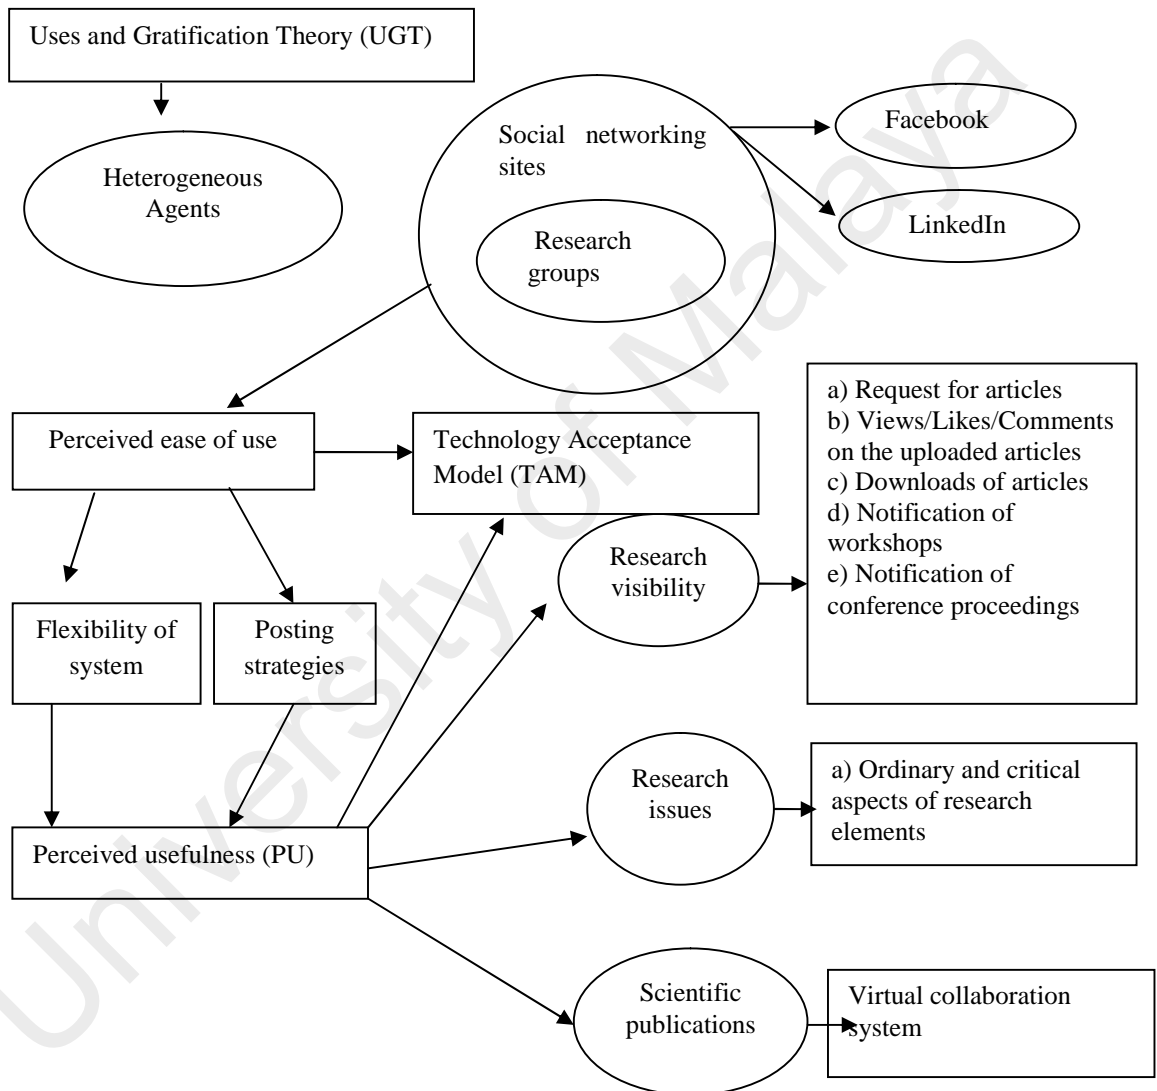 Uses and Gratification Theory (UGT)
Heterogeneous
Agents
Social networking
sites
Research
groups
Facebook
LinkedIn
Perceived ease of use
Technology Acceptance
Model (TAM)
a) Request for articles
b) Views/Likes/Comments
on the uploaded articles
c) Downloads of articles
d) Notification of
workshops
e) Notification of
conference proceedings
Research
visibility
Flexibility of
system
Posting
strategies
Research
issues
a) Ordinary and critical
aspects of research
elements
Perceived usefulness (PU)
Scientific
publications
Virtual collaboration
system
University of Malaya